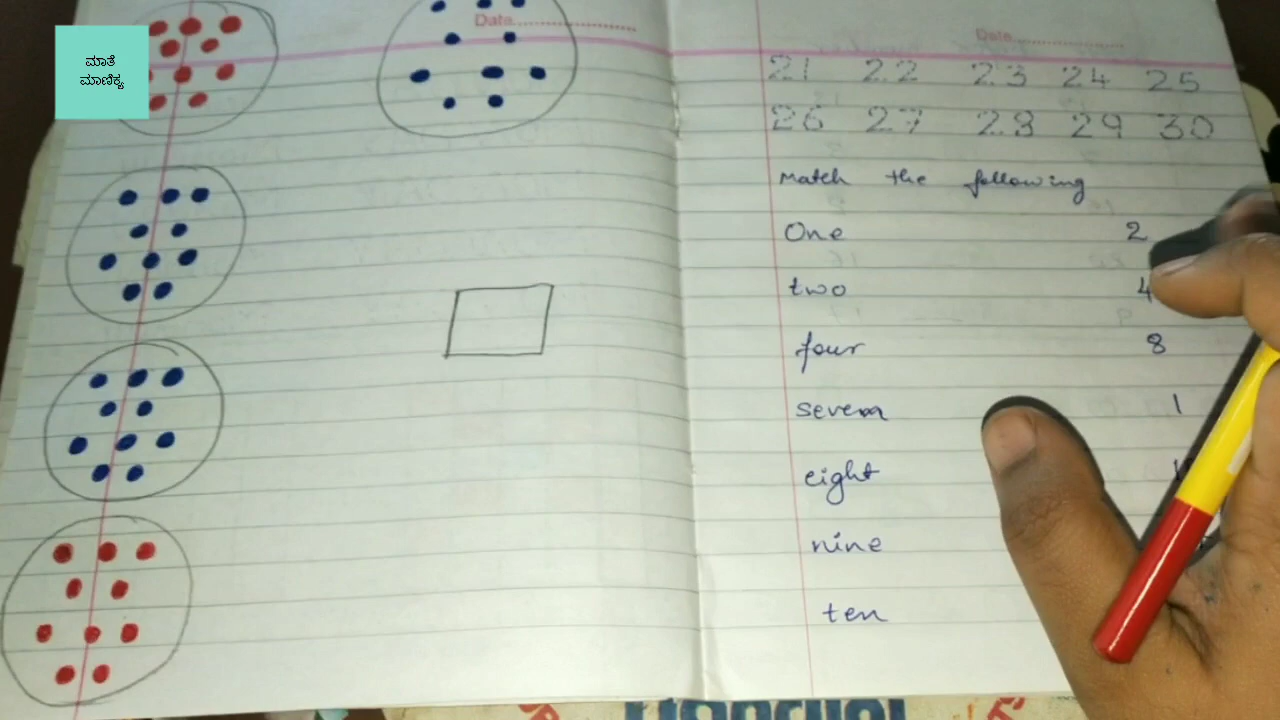 ಮಾತೆ
ಮಾಣಿಕ್ಯ
Date
Date
21 22 23 24 25
26 27 28 29 30
Match the following
One 2
two 4
four 8
seven 1
eight
nine
ten